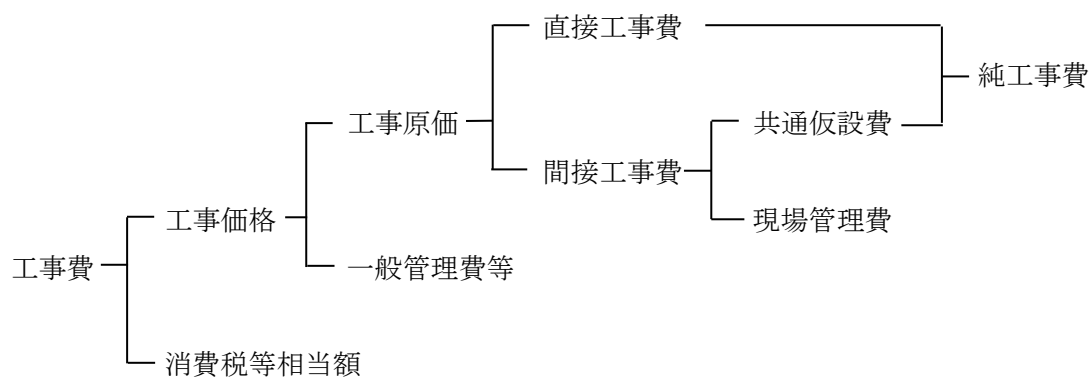 直接工事費
純工事費
工事原価
共通仮設費
間接工事費
工事価格
現場管理費
工事費
一般管理費等
消費税等相当額